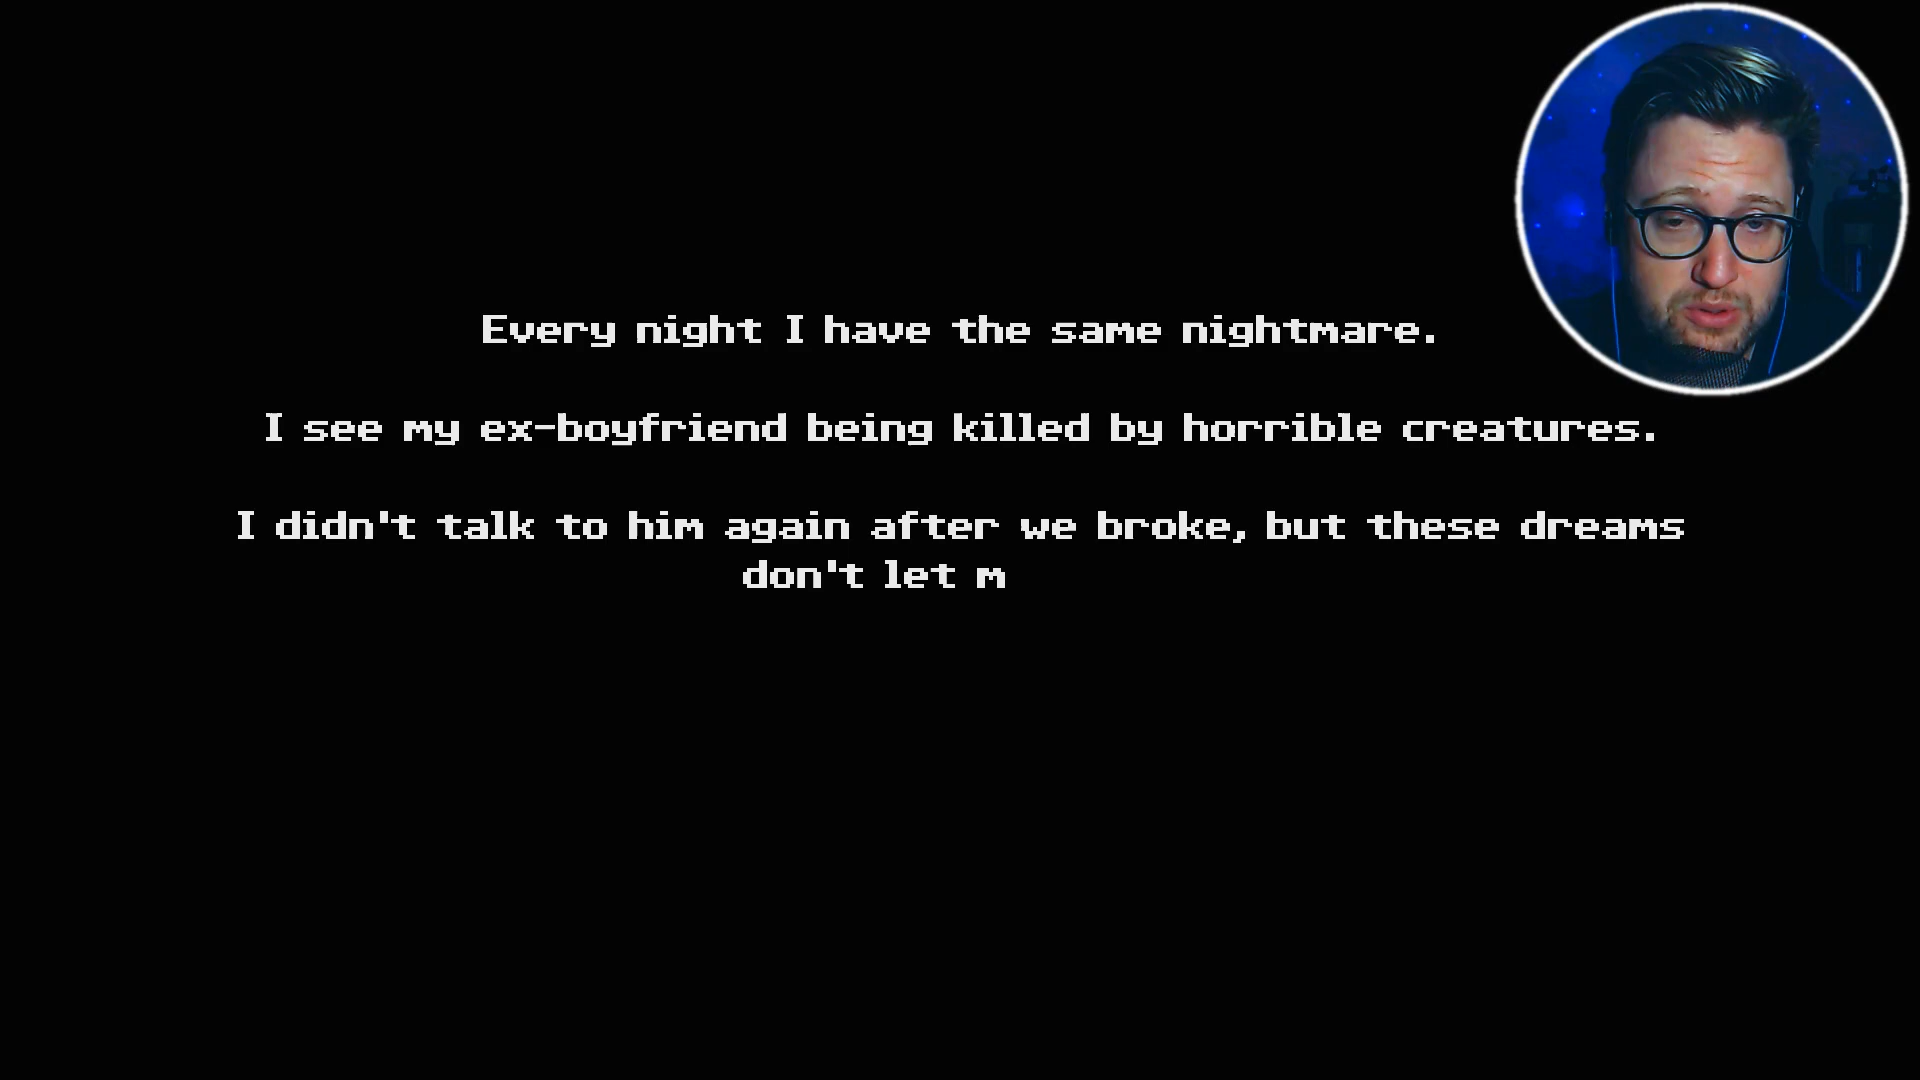 Every night I have the same nightmare.
I see my ex-boyfriend being killed by horrible creatures.
I didn't talk to him again after we broke, but these dreams
don't let m